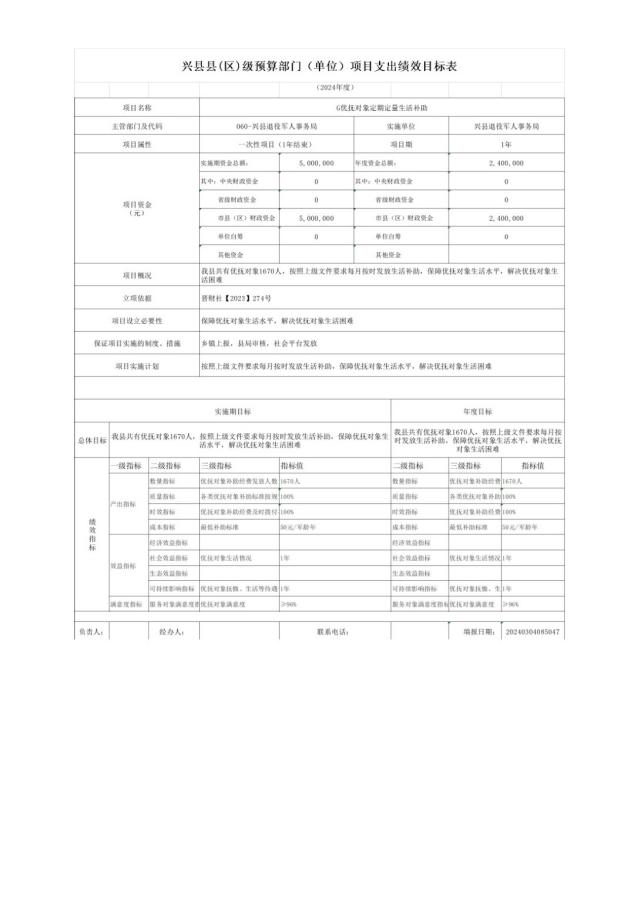 兴县县(区)级预算部门（单位）项目支出绩效目标表
（2024年度）
项目名称 G优抚对象定期定量生活补助
主管部门及代码 060-兴县退役军人事务局 实施单位 兴县退役军人事务局
项目属性 一次性项目（1年结束） 项目期 1年
项目资金（元）
实施期资金总额： 5,000,000 年度资金总额： 2,400,000
其中：中央财政资金 0 其中：中央财政资金 0
省级财政资金 0 省级财政资金 0
市县（区）财政资金 5,000,000 市县（区）财政资金 2,400,000
单位自筹 0 单位自筹 0
其他资金 其他资金
项目概况 我县共有优抚对象1670人，按照上级文件要求每月按时发放生活补助，保障优抚对象生活水平，解决优抚对象生
活困难
立项依据 晋财社【2023】274号
项目设立必要性 保障优抚对象生活水平，解决优抚对象生活困难
保证项目实施的制度、措施 乡镇上报，县局审核，社会平台发放
项目实施计划 按照上级文件要求每月按时发放生活补助，保障优抚对象生活水平，解决优抚对象生活困难
实施期目标 年度目标
总体目标
我县共有优抚对象1670人，按照上级文件要求每月按时发放生活补助，保障优抚对象生
活水平，解决优抚对象生活困难
我县共有优抚对象1670人，按照上级文件要求每月按
时发放生活补助，保障优抚对象生活水平，解决优抚
对象生活困难
绩效指标
一级指标 二级指标 三级指标 指标值 二级指标 三级指标 指标值
产出指标
数量指标 优抚对象补助经费发放人数 1670人 数量指标 优抚对象补助经费 1670人
质量指标 各类优抚对象补助标准按规 100% 质量指标 各类优抚对象补助 100%
时效指标 优抚对象补助经费及时拨付 100% 时效指标 优抚对象补助经费 100%
成本指标 最低补助标准 50元/军龄年 成本指标 最低补助标准 50元/军龄年
效益指标
经济效益指标 经济效益指标
社会效益指标 优抚对象生活情况 1年 社会效益指标 优抚对象生活情况 1年
生态效益指标 生态效益指标
可持续影响指标 优抚对象抚恤、生活等待遇 1年 可持续影响指标 优抚对象抚恤、生 1年
满意度指标 服务对象满意度指 优抚对象满意度 ≥96% 服务对象满意度指标 优抚对象满意度 ≥96%
负责人： 经办人： 联系电话： 填报日期： 20240304085047